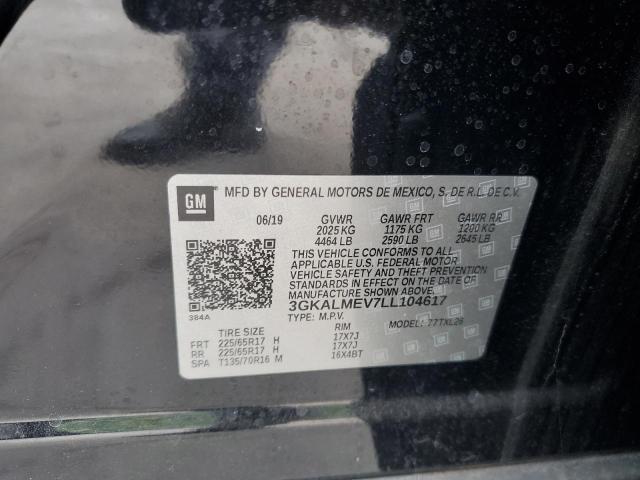 GM MFD BY GENERAL MOTORS DE MEXICO, S. DE R.L. DE C.V.
06/19 GVWR GAWR FRT GAWR RR
2025 KG 1175 KG 1200 KG
4464 LB 2590 LB 2645 LB
THIS VEHICLE CONFORMS TO ALL
APPLICABLE U.S. FEDERAL MOTOR
VEHICLE SAFETY AND THEFT PREVENTION
STANDARDS IN EFFECT ON THE DATE OF
MANUFACTURE SHOWN ABOVE.
3GKALMEV7LL104617
384A
TYPE: M.P.V. MODEL: 77TXL26
TIRE SIZE RIM
FRT 225/65R17 H 17X7J
RR 225/65R17 H 17X7J
SPA T135/70R16 M 16X4BT